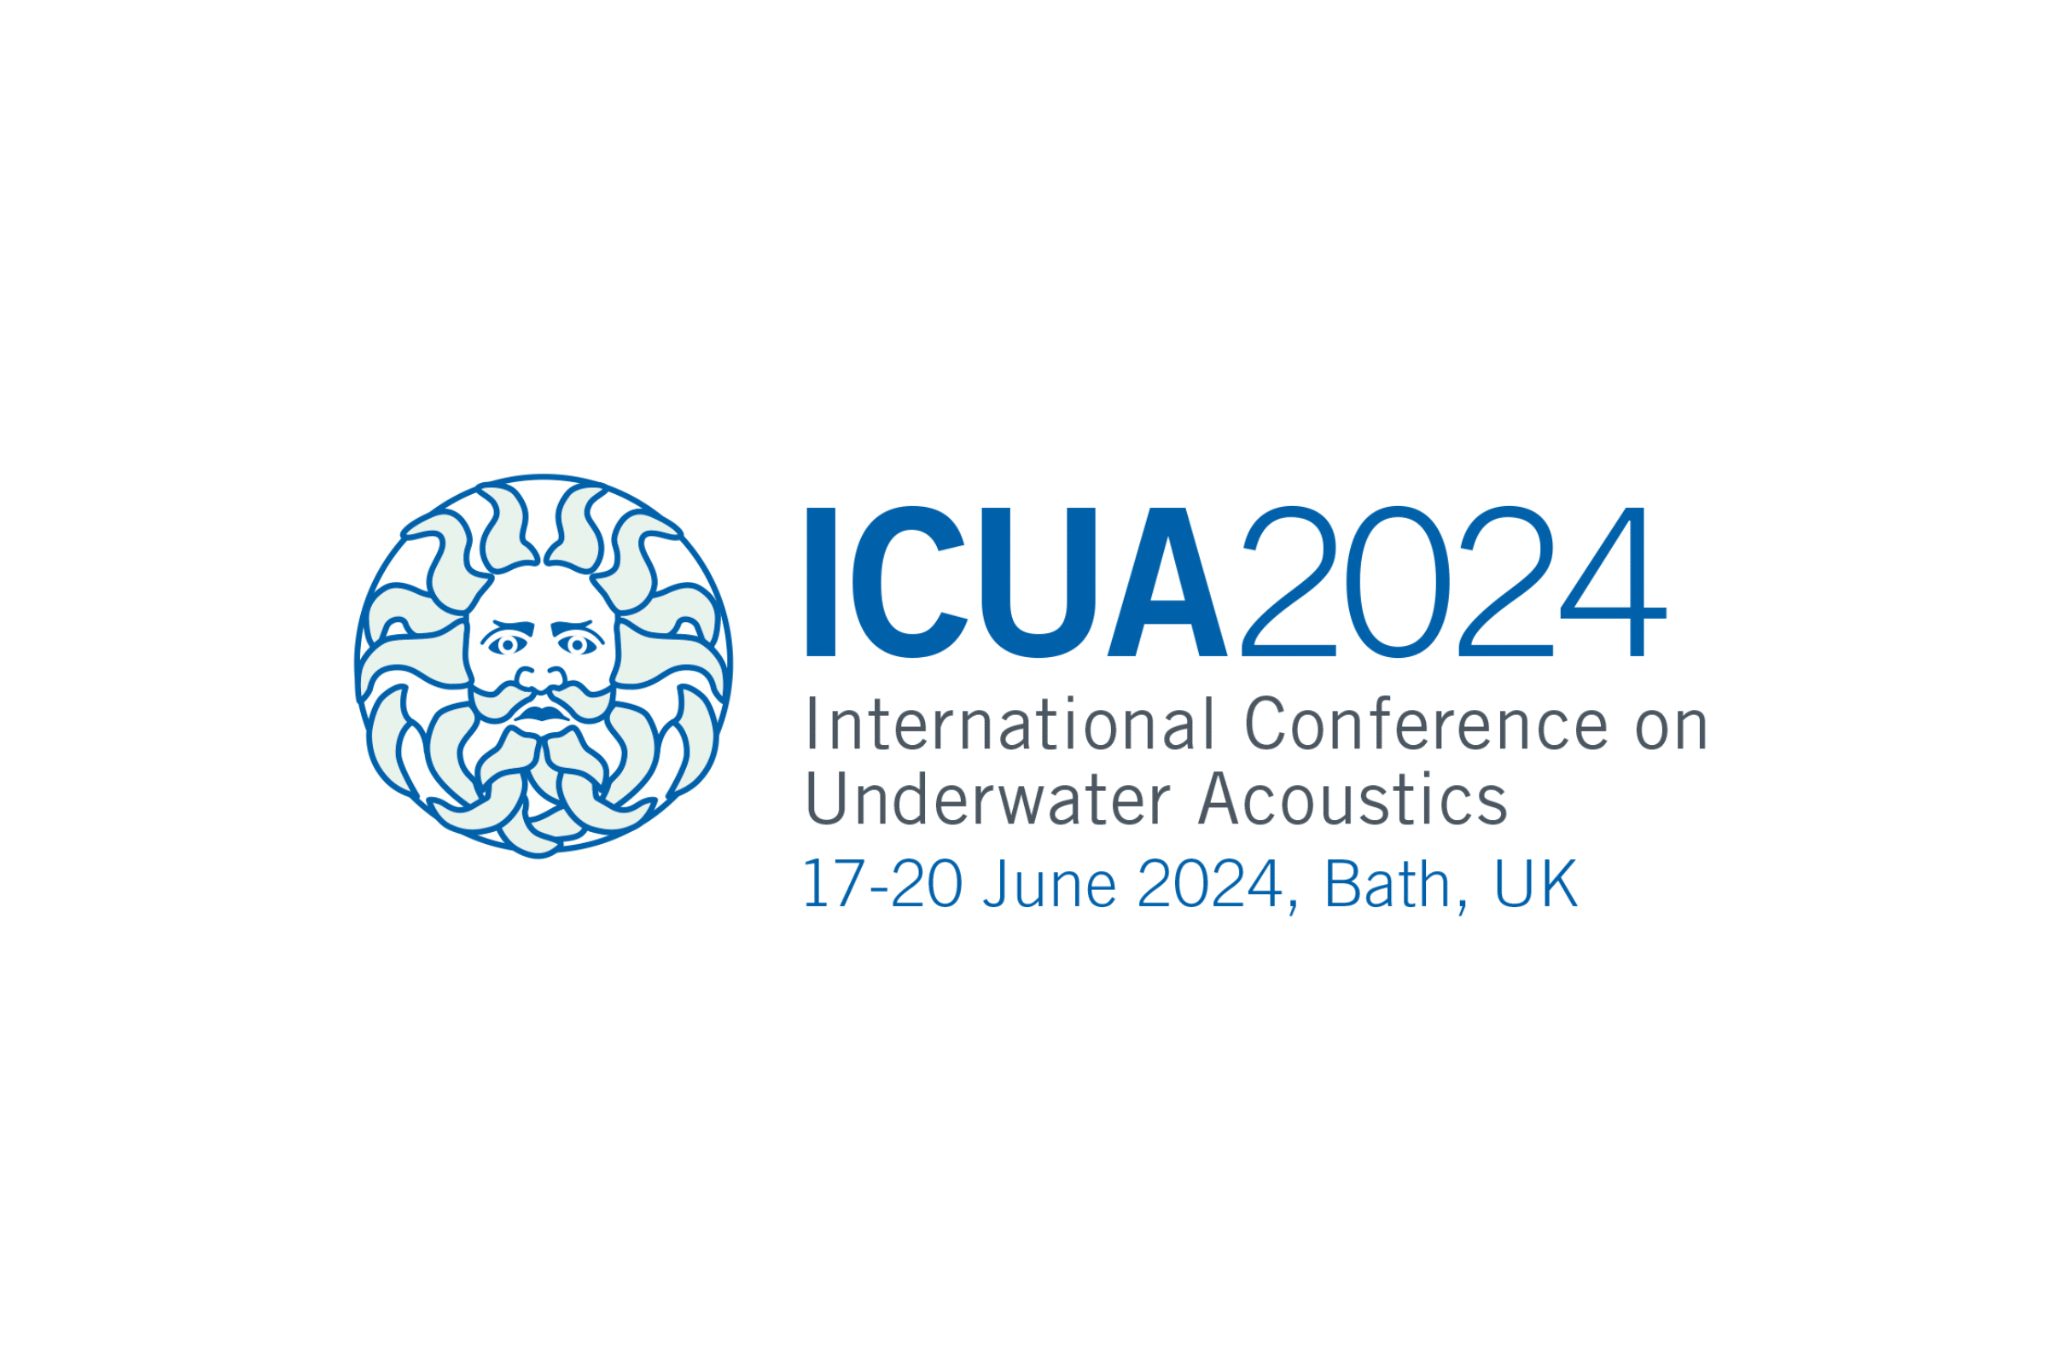 ICUA2024
International Conference on
Underwater Acoustics
17-20 June 2024, Bath, UK